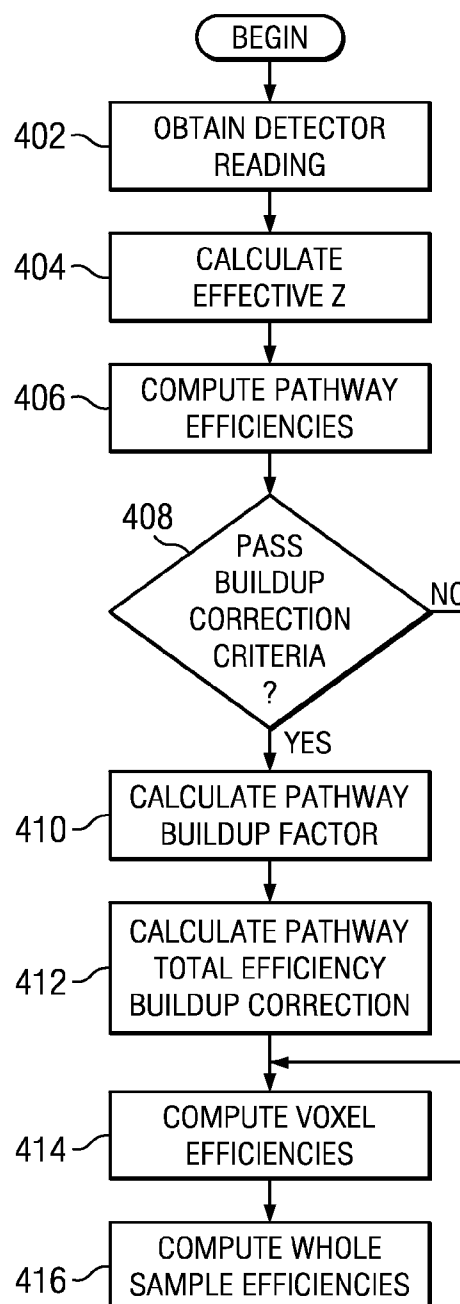 BEGIN
402
OBTAIN DETECTOR
READING
404
CALCULATE
EFFECTIVE Z
406
COMPUTE PATHWAY
EFFICIENCIES
408
PASS
BUILDUP
CORRECTION
CRITERIA
?
NO
YES
410
CALCULATE PATHWAY
BUILDUP FACTOR
412
CALCULATE PATHWAY
TOTAL EFFICIENCY
BUILDUP CORRECTION
414
COMPUTE VOXEL
EFFICIENCIES
416
COMPUTE WHOLE
SAMPLE EFFICIENCIES